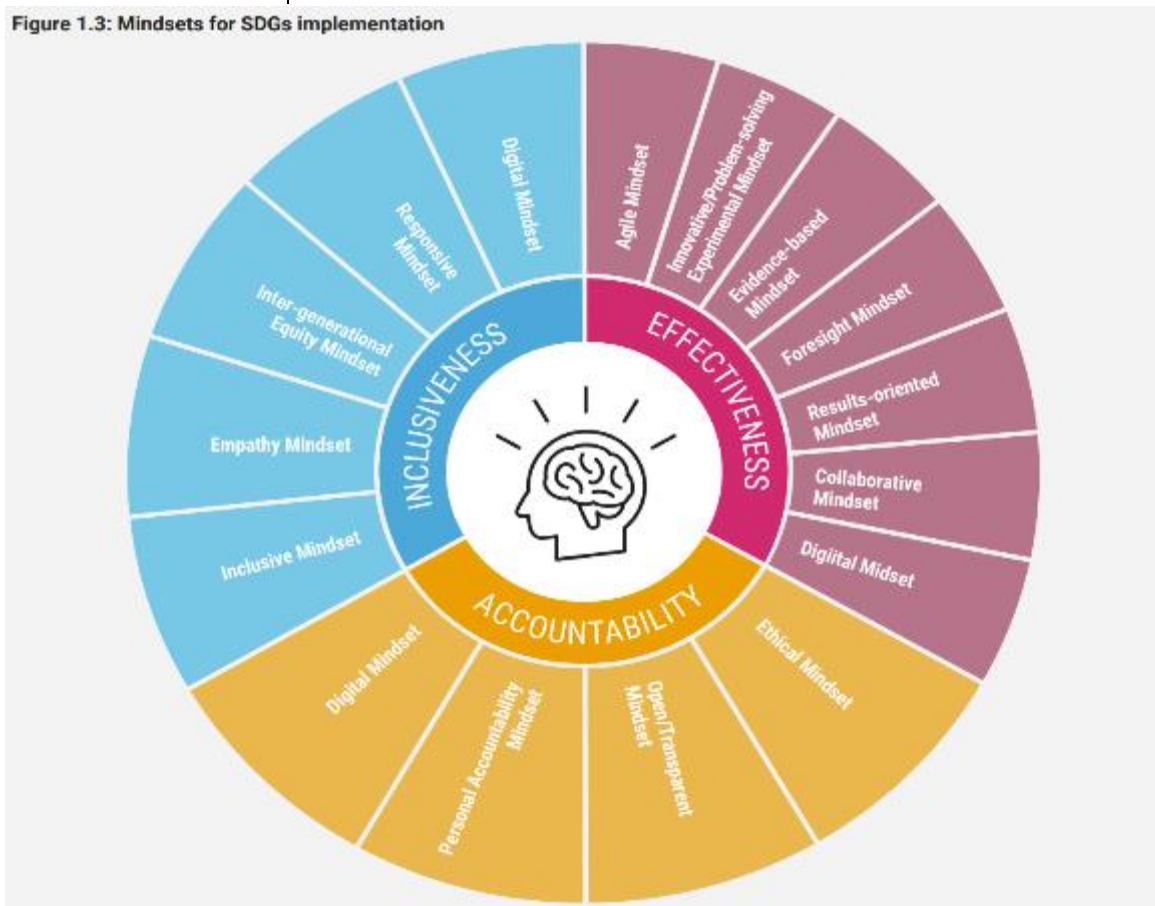 Figure 1.3: Mindsets for SDGs implementation
Digital Mindset
Responsive
Mindset
Inter-generational
Equity Mindset
Empathy Mindset
Inclusive Mindset
INCLUSIVENESS
Agile Mindset
Innovative/Problem-solving
Experimental Mindset
Evidence-based
Mindset
Foresight Mindset
Results-oriented
Mindset
Collaborative
Mindset
Digiital Midset
EFFECTIVENESS
ACCOUNTABILITY
Digital Mindset
Personal Accountability
Mindset
Open/Transparent
Mindset
Ethical Mindset